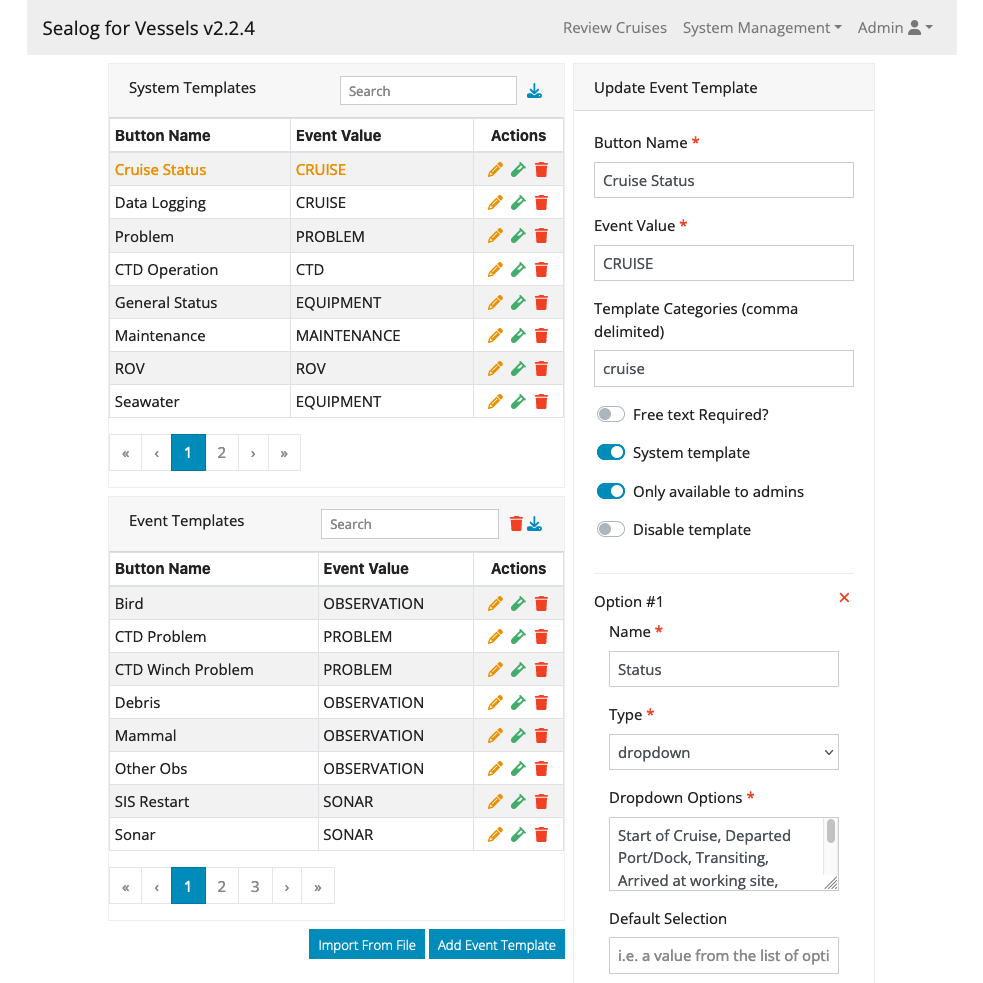 Sealog for Vessels v2.2.4
Review Cruises System Management Admin
System Templates
Search
Button Name Event Value Actions
Cruise Status CRUISE
Data Logging CRUISE
Problem PROBLEM
CTD Operation CTD
General Status EQUIPMENT
Maintenance MAINTENANCE
ROV ROV
Seawater EQUIPMENT
« ‹ 1 2 › »
Event Templates
Search
Button Name Event Value Actions
Bird OBSERVATION
CTD Problem PROBLEM
CTD Winch Problem PROBLEM
Debris OBSERVATION
Mammal OBSERVATION
Other Obs OBSERVATION
SIS Restart SONAR
Sonar SONAR
« ‹ 1 2 3 › »
Import From File Add Event Template
Update Event Template
Button Name *
Cruise Status
Event Value *
CRUISE
Template Categories (comma
delimited)
cruise
Free text Required?
System template
Only available to admins
Disable template
Option #1
Name *
Status
Type *
dropdown
Dropdown Options *
Start of Cruise, Departed
Port/Dock, Transiting,
Arrived at working site,
Default Selection
i.e. a value from the list of opti